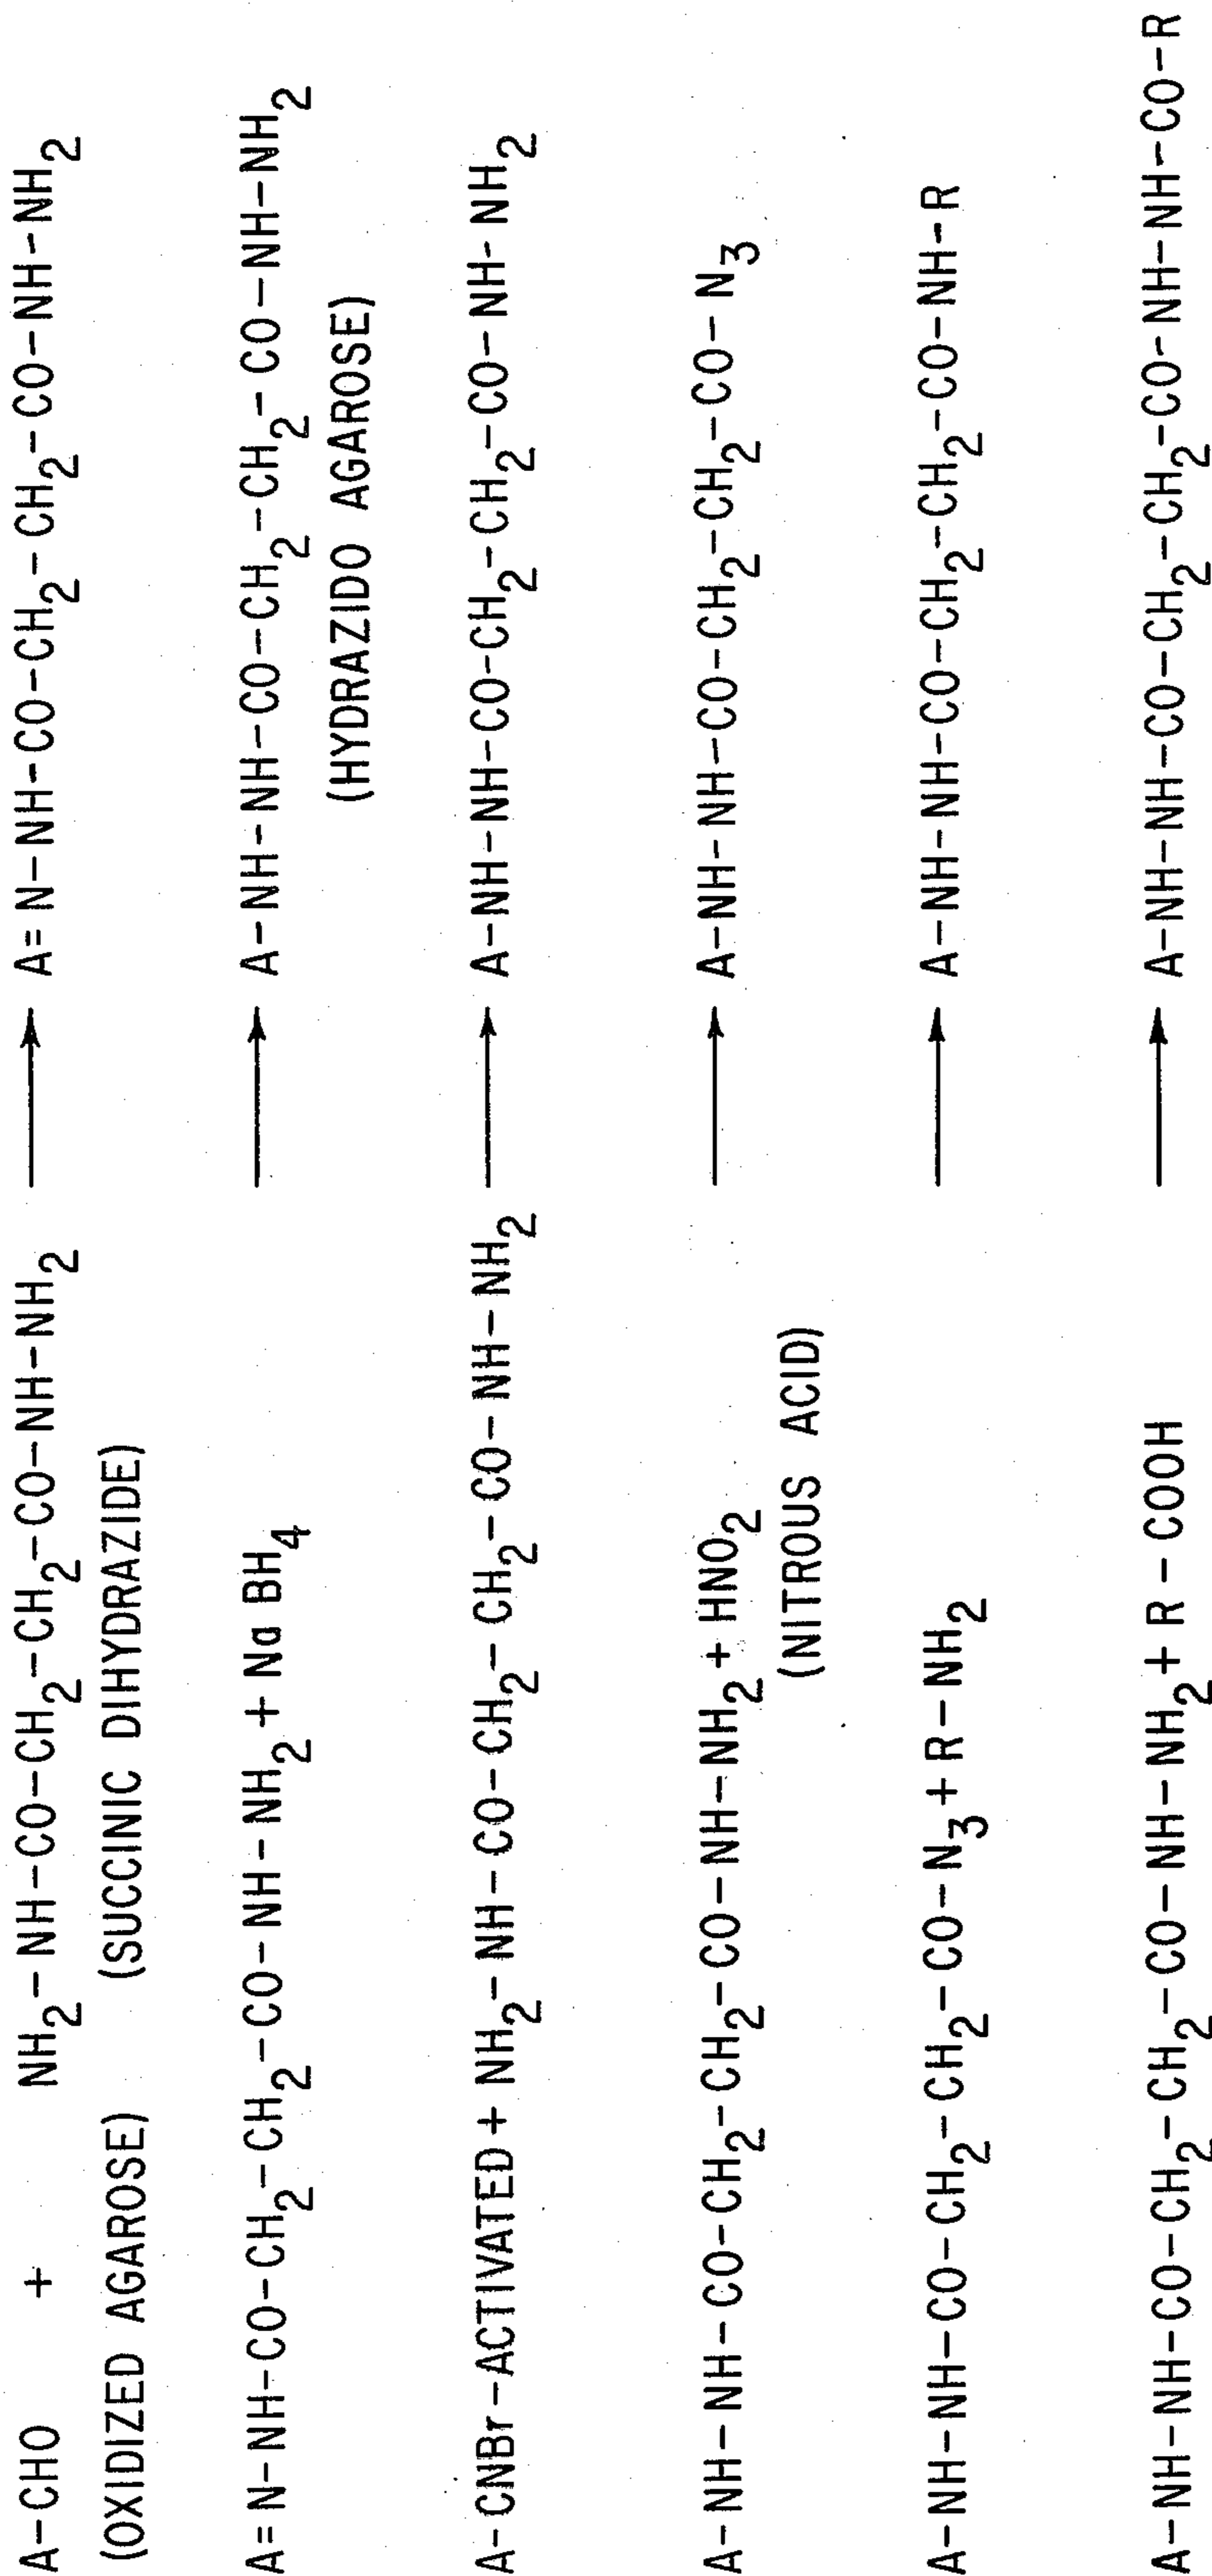 A-CHO + NH2-NH-CO-CH2-CH2-CO-NH-NH2 → A=N-NH-CO-CH2-CH2-CO-NH-NH2
(OXIDIZED AGAROSE) (SUCCINIC DIHYDRAZIDE)
A=N-NH-CO-CH2-CH2-CO-NH-NH2 + NaBH4 → A-NH-NH-CO-CH2-CH2-CO-NH-NH2
(HYDRAZIDO AGAROSE)
A-CNBr-ACTIVATED + NH2-NH-CO-CH2-CH2-CO-NH-NH2 → A-NH-NH-CO-CH2-CH2-CO-NH-NH2
A-NH-NH-CO-CH2-CH2-CO-NH-NH2 + HNO2 → A-NH-NH-CO-CH2-CH2-CO-N3
(NITROUS ACID)
A-NH-NH-CO-CH2-CH2-CO-N3 + R-NH2 → A-NH-NH-CO-CH2-CH2-CO-NH-R
A-NH-NH-CO-CH2-CH2-CO-NH-NH2 + R-COOH → A-NH-NH-CO-CH2-CH2-CO-NH-NH-CO-R